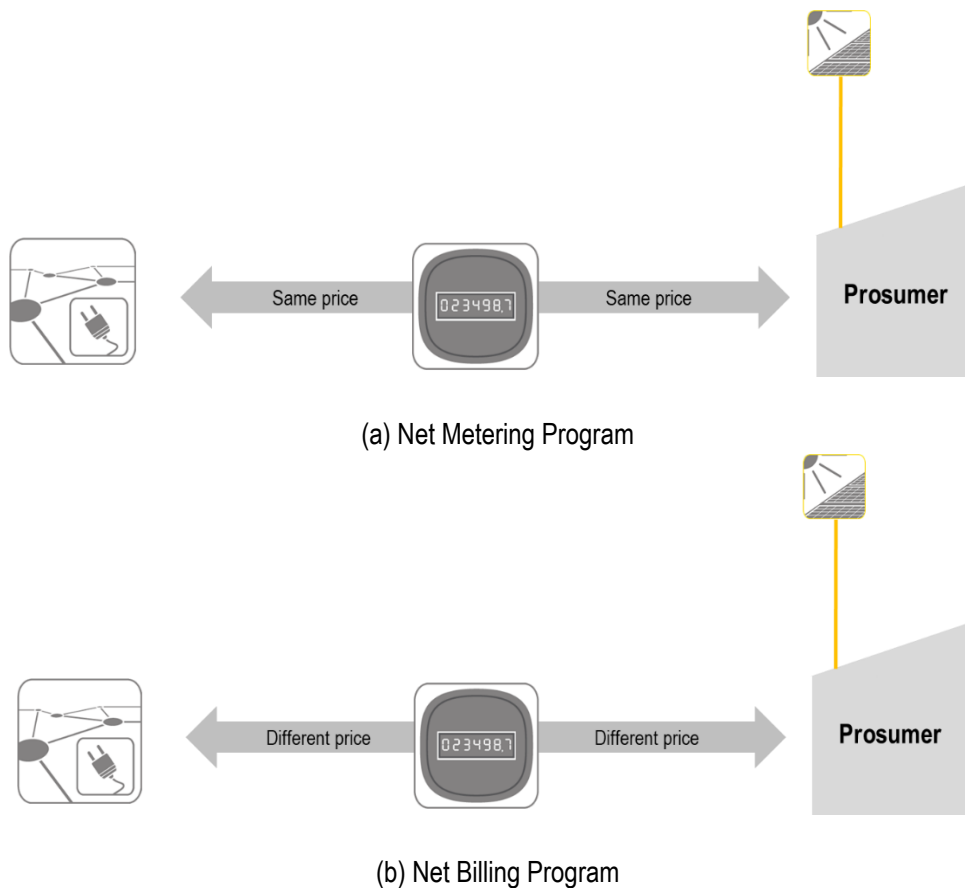 Same price
023498,7
Same price
Prosumer
(a) Net Metering Program
Different price
023498,7
Different price
Prosumer
(b) Net Billing Program